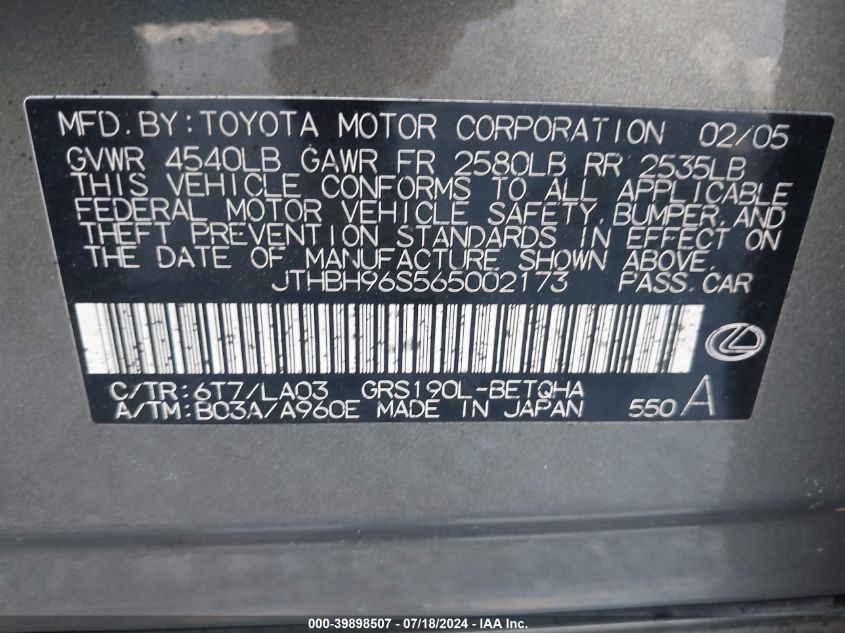 MFD. BY: TOYOTA MOTOR CORPORATION 02/05
GVWR 4540LB GAWR FR 2580LB RR 2535LB
THIS VEHICLE CONFORMS TO ALL APPLICABLE
FEDERAL MOTOR VEHICLE SAFETY, BUMPER, AND
THEFT PREVENTION STANDARDS IN EFFECT ON
THE DATE OF MANUFACTURE SHOWN ABOVE.
JTHBH96S565002173 PASS. CAR
C/TR: 6T7/LA03 GRS190L-BETQHA
A/TM: B03A/A960E MADE IN JAPAN 550 A
000-39898507 / 07/18/2024 - © IAA, Inc.